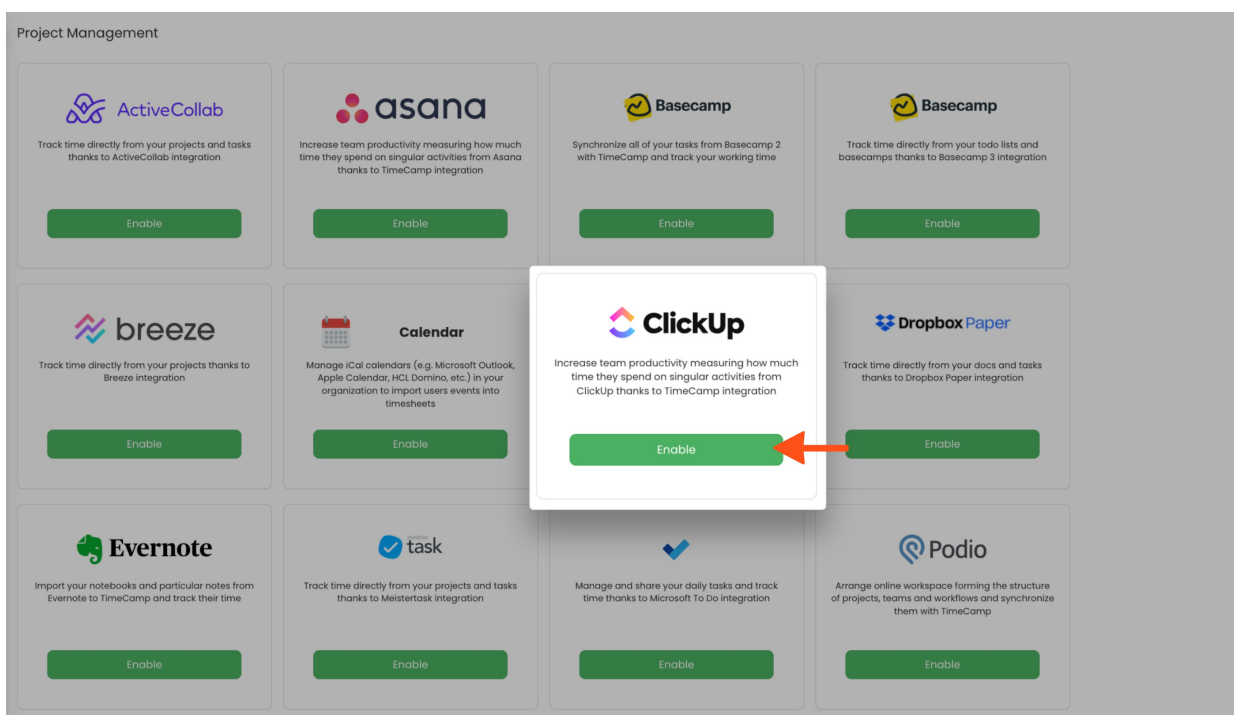 Project Management
ActiveCollab
Track time directly from your projects and tasks
thanks to ActiveCollab integration
Enable
asana
Increase team productivity measuring how much
time they spend on singular activities from Asana
thanks to TimeCamp integration
Enable
Basecamp
Synchronize all of your tasks from Basecamp 2
with TimeCamp and track your working time
Enable
Basecamp
Track time directly from your todo lists and
basecamps thanks to Basecamp 3 integration
Enable
breeze
Track time directly from your projects thanks to
Breeze integration
Enable
Calendar
Manage iCal calendars (e.g. Microsoft Outlook,
Apple Calendar, HCL Domino, etc.) in your
organization to import users events into
timesheets
Enable
ClickUp
Increase team productivity measuring how much
time they spend on singular activities from
ClickUp thanks to TimeCamp integration
Enable
Dropbox Paper
Track time directly from your docs and tasks
thanks to Dropbox Paper integration
Enable
Evernote
Import your notebooks and particular notes from
Evernote to TimeCamp and track their time
Enable
task
Track time directly from your projects and tasks
thanks to Meistertask integration
Enable
Manage and share your daily tasks and track
time thanks to Microsoft To Do integration
Enable
Podio
Arrange online workspace forming the structure
of projects, teams and workflows and synchronize
them with TimeCamp
Enable